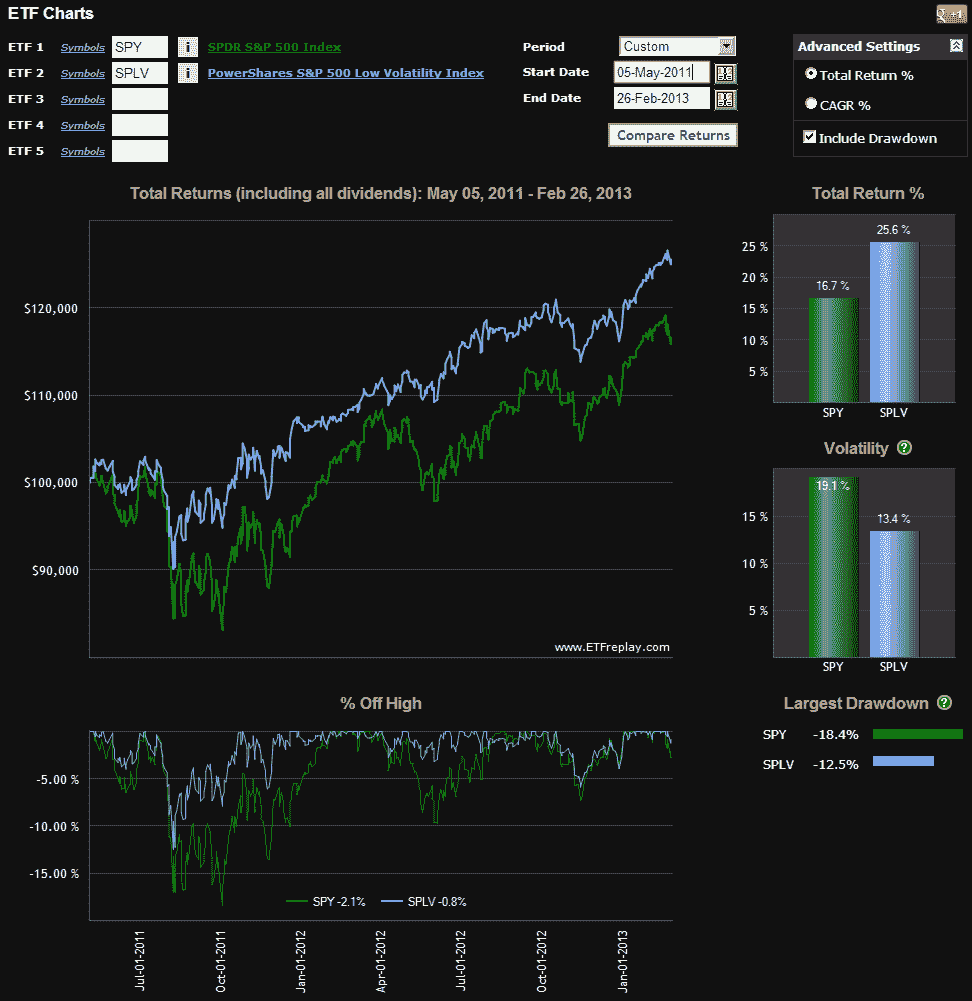 ETF Charts
+1
ETF 1 Symbols SPY i SPDR S&P 500 Index
ETF 2 Symbols SPLV i PowerShares S&P 500 Low Volatility Index
ETF 3 Symbols
ETF 4 Symbols
ETF 5 Symbols
Period Custom
Start Date 05-May-2011
End Date 26-Feb-2013
Compare Returns
Advanced Settings
Total Return %
CAGR %
Include Drawdown
Total Returns (including all dividends): May 05, 2011 - Feb 26, 2013
$120,000
$110,000
$100,000
$90,000
www.ETFreplay.com
Total Return %
25 %
20 %
15 %
10 %
5 %
16.7 %
25.6 %
SPY SPLV
Volatility ?
15 %
10 %
5 %
19.1 %
13.4 %
SPY SPLV
% Off High
-5.00 %
-10.00 %
-15.00 %
SPY -2.1% SPLV -0.8%
Jul-01-2011
Oct-01-2011
Jan-01-2012
Apr-01-2012
Jul-01-2012
Oct-01-2012
Jan-01-2013
Largest Drawdown ?
SPY -18.4%
SPLV -12.5%